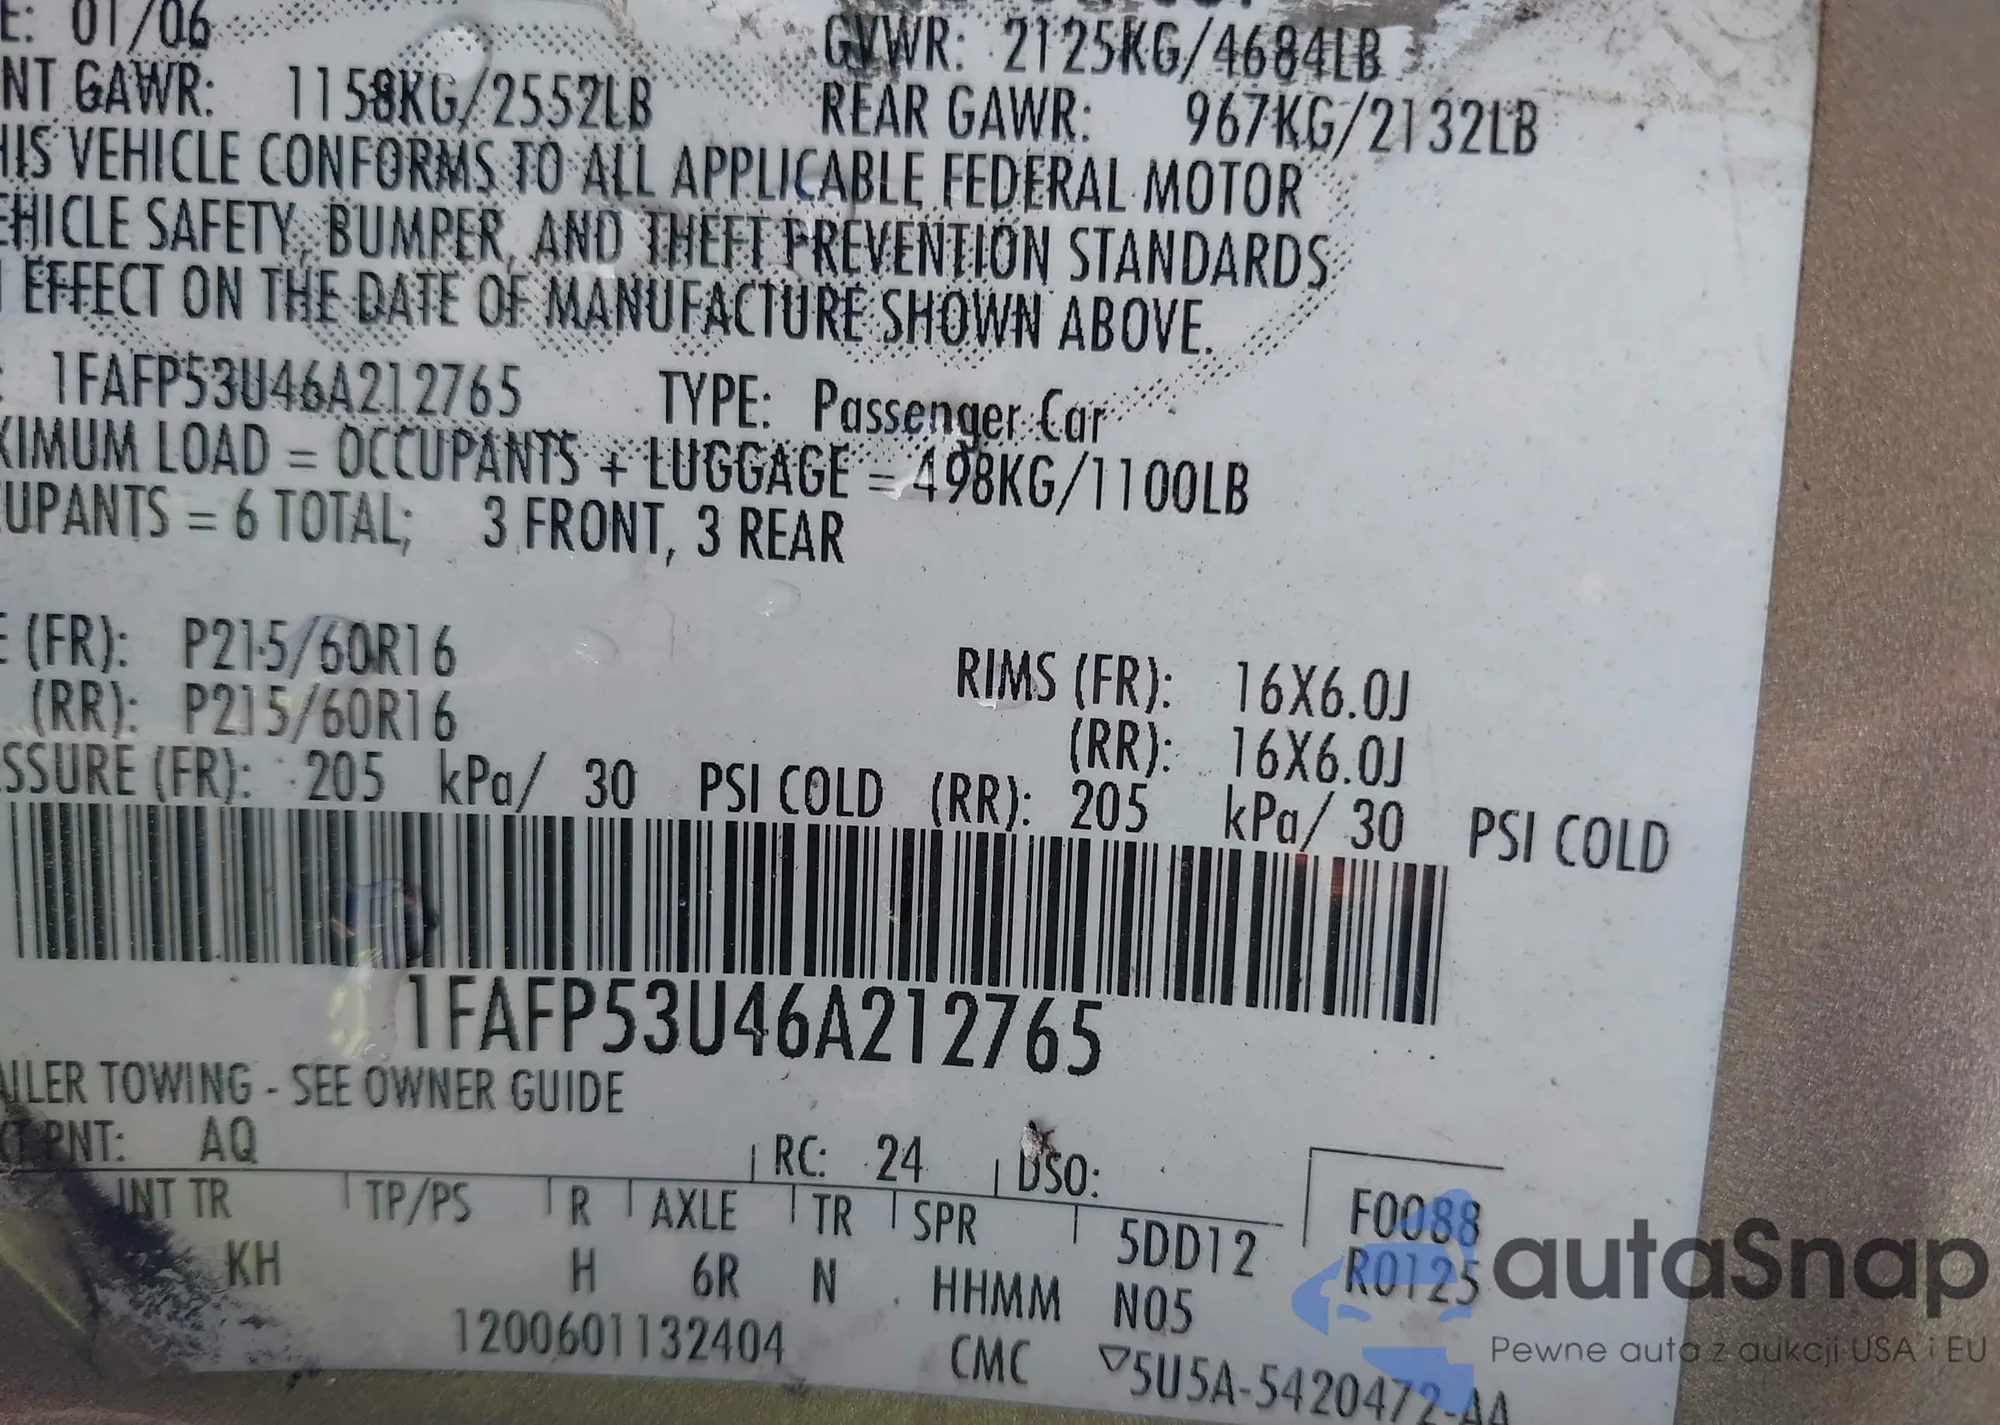 E: 01/06
GVWR: 2125KG/4684LB
NT GAWR: 1158KG/2552LB REAR GAWR: 967KG/2132LB
HIS VEHICLE CONFORMS TO ALL APPLICABLE FEDERAL MOTOR
EHICLE SAFETY, BUMPER, AND THEFT PREVENTION STANDARDS
EFFECT ON THE DATE OF MANUFACTURE SHOWN ABOVE.
: 1FAFP53U46A212765 TYPE: Passenger Car
XIMUM LOAD = OCCUPANTS + LUGGAGE = 498KG/1100LB
UPANTS = 6 TOTAL; 3 FRONT, 3 REAR
E (FR): P215/60R16 RIMS (FR): 16X6.0J
(RR): P215/60R16 (RR): 16X6.0J
SSURE (FR): 205 kPa/ 30 PSI COLD (RR): 205 kPa/ 30 PSI COLD
1FAFP53U46A212765
AILER TOWING - SEE OWNER GUIDE
PNT: AQ RC: 24 DSO:
INT TR TP/PS R AXLE TR SPR 5DD12 F0088
KH H 6R N HHMM N05 R0125
1200601132404 CMC ▽5U5A-5420472-AA
autaSnap
Pewne auta z aukcji USA i EU